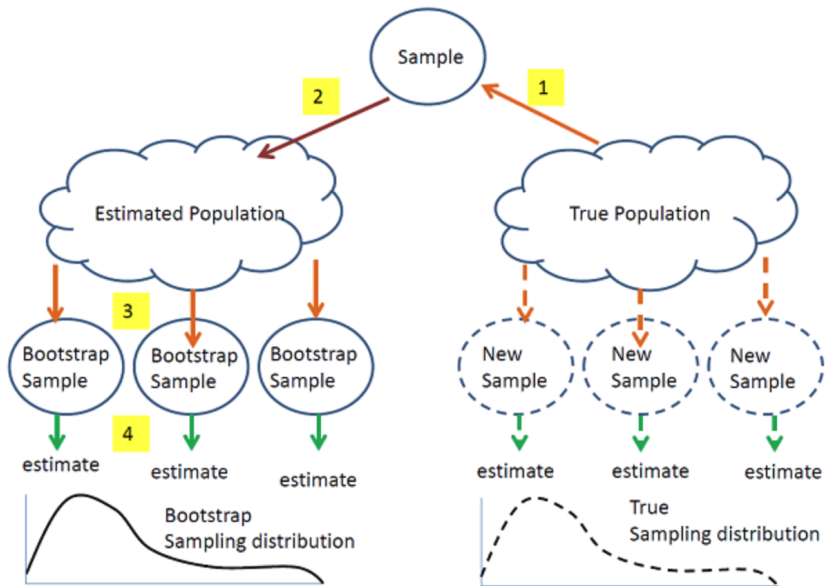 Sample
2
1
Estimated Population
True Population
3
Bootstrap
Sample
Bootstrap
Sample
Bootstrap
Sample
New
Sample
New
Sample
New
Sample
4
estimate
estimate
estimate
estimate
estimate
estimate
Bootstrap
Sampling distribution
True
Sampling distribution